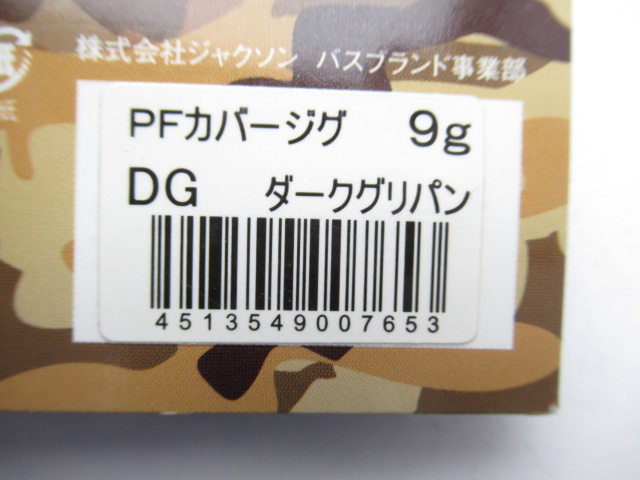 紙
株式会社ジャクソン バスブランド事業部
PFカバージグ 9g
DG ダークグリパン
4513549007653